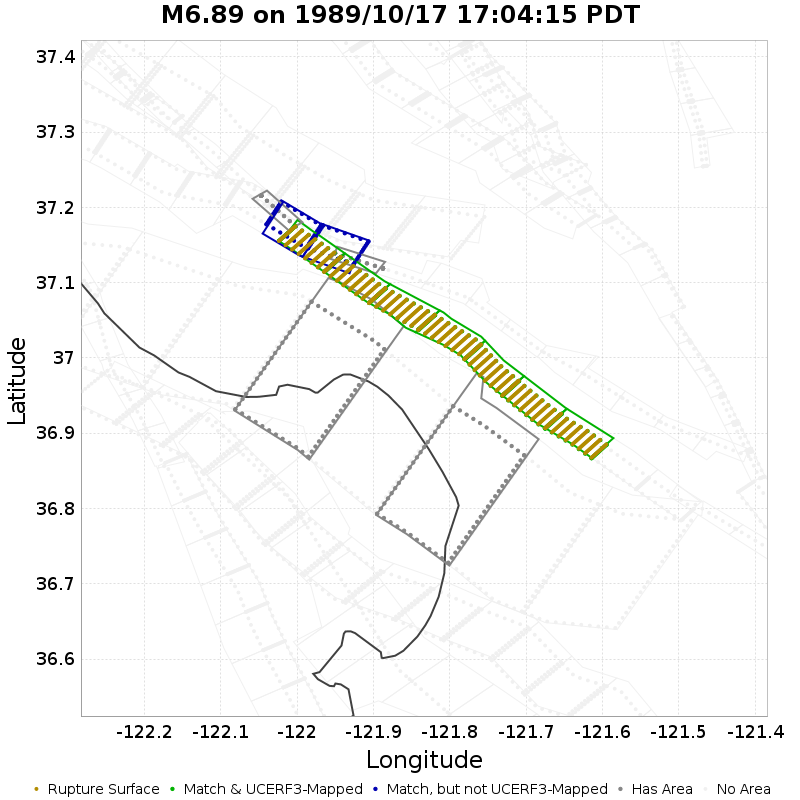 M6.89 on 1989/10/17 17:04:15 PDT
37.4
37.3
37.2
37.1
37
36.9
36.8
36.7
36.6
Latitude
-122.2 -122.1 -122 -121.9 -121.8 -121.7 -121.6 -121.5 -121.4
Longitude
Rupture Surface Match & UCERF3-Mapped Match, but not UCERF3-Mapped Has Area No Area